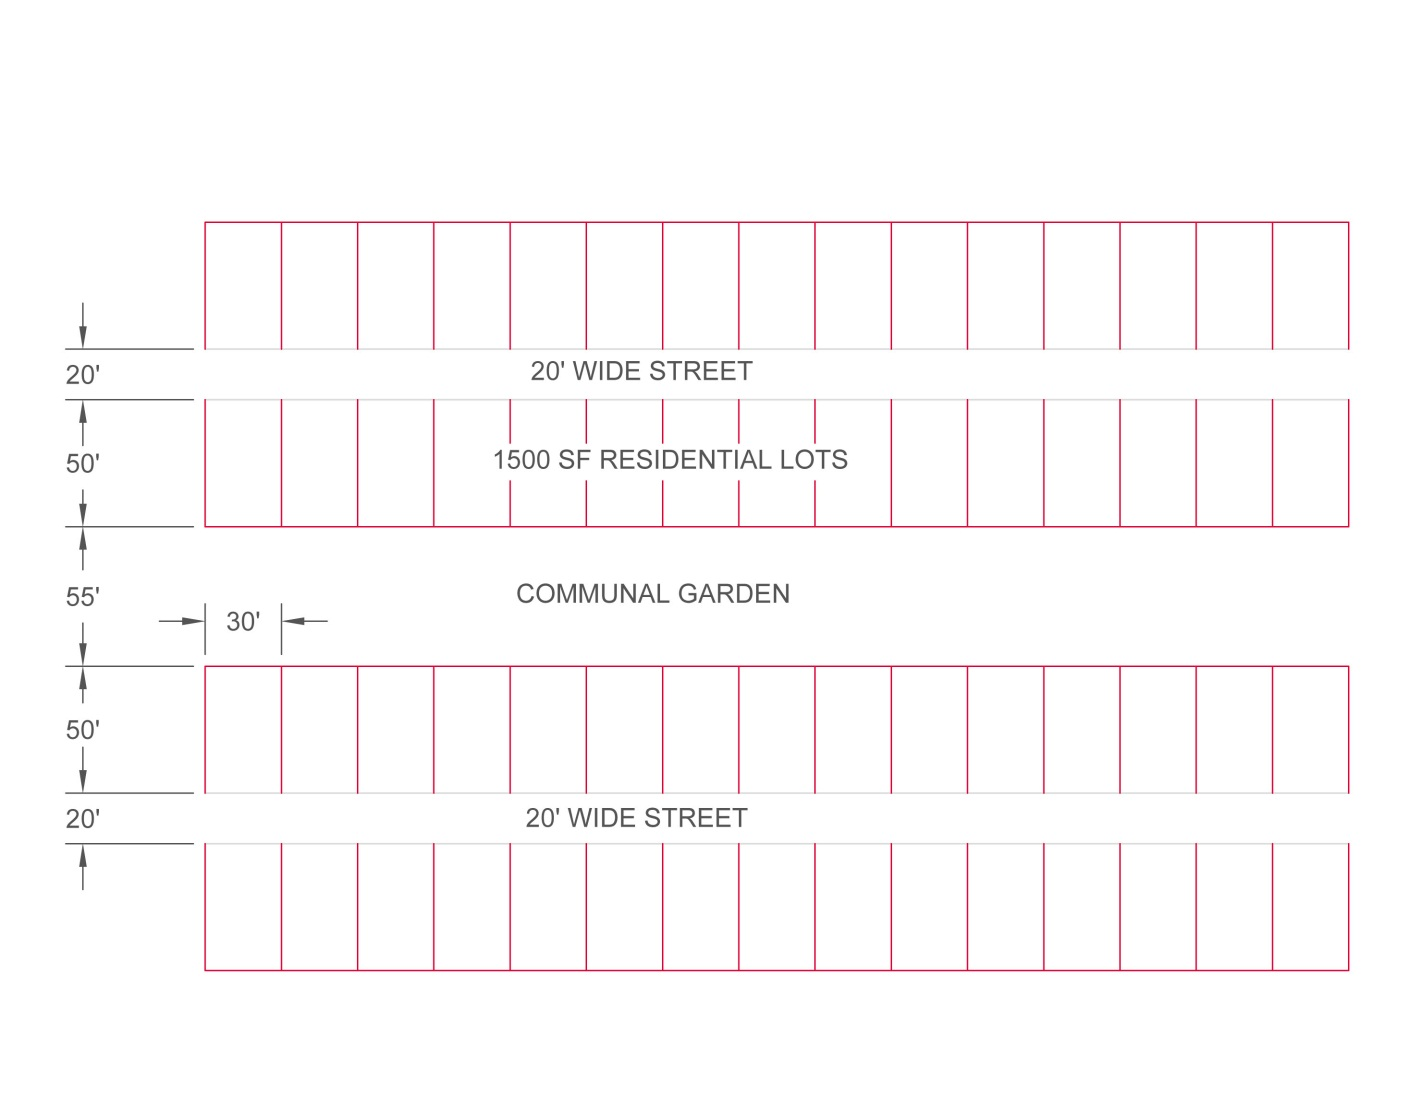 20' WIDE STREET
20'
1500 SF RESIDENTIAL LOTS
50'
COMMUNAL GARDEN
55'
30'
50'
20' WIDE STREET
20'